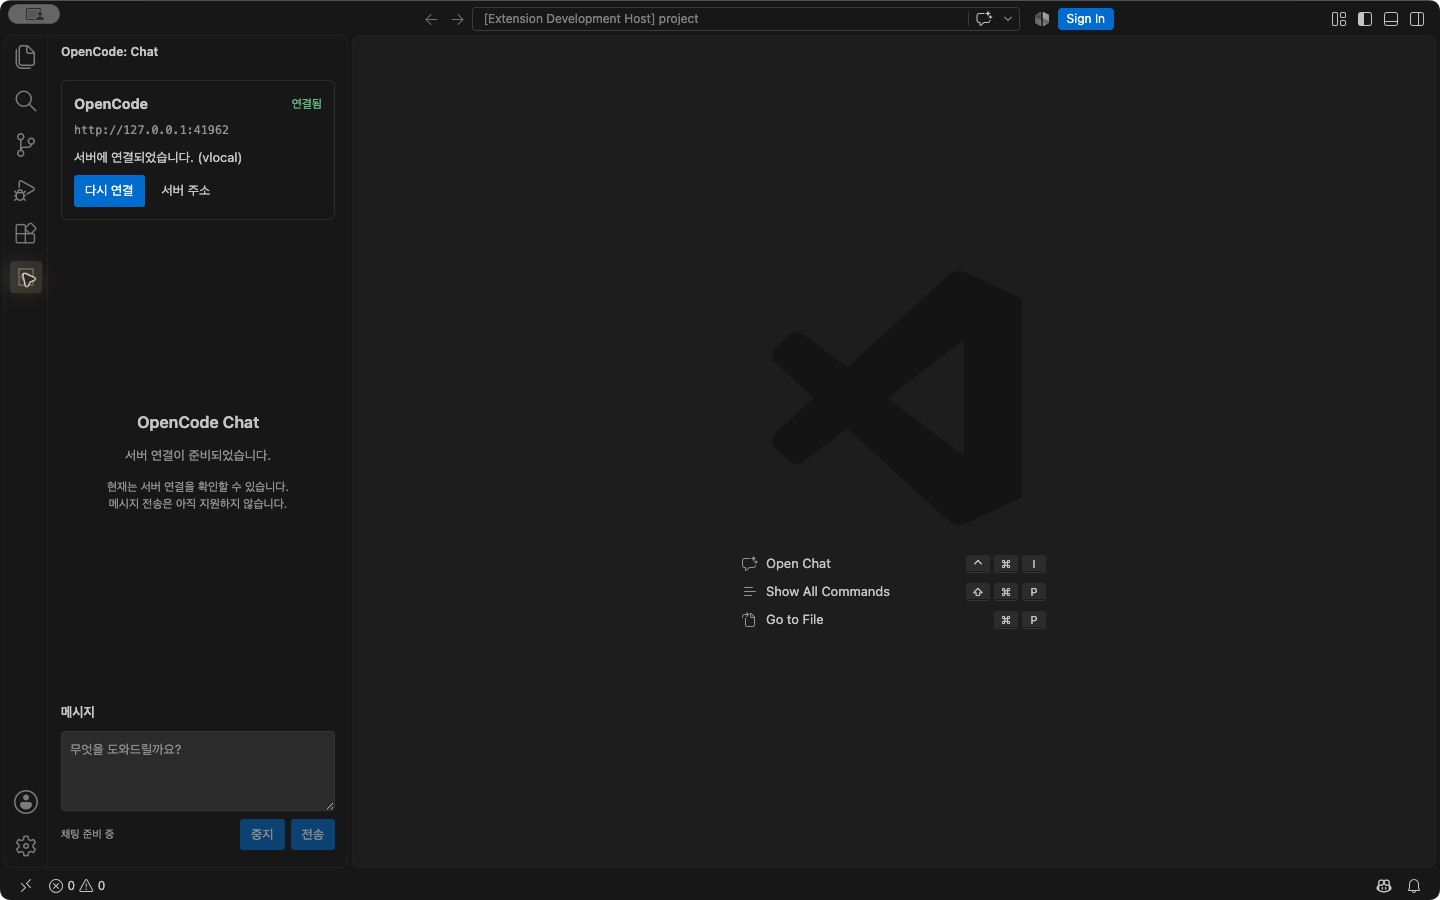 [Extension Development Host] project
Sign In
OpenCode: Chat
OpenCode
연결됨
http://127.0.0.1:41962
서버에 연결되었습니다. (vlocal)
다시 연결
서버 주소
OpenCode Chat
서버 연결이 준비되었습니다.
현재는 서버 연결을 확인할 수 있습니다.
메시지 전송은 아직 지원하지 않습니다.
Open Chat ^ ⌘ I
Show All Commands ⇧ ⌘ P
Go to File ⌘ P
메시지
무엇을 도와드릴까요?
채팅 준비 중
중지
전송
0 0